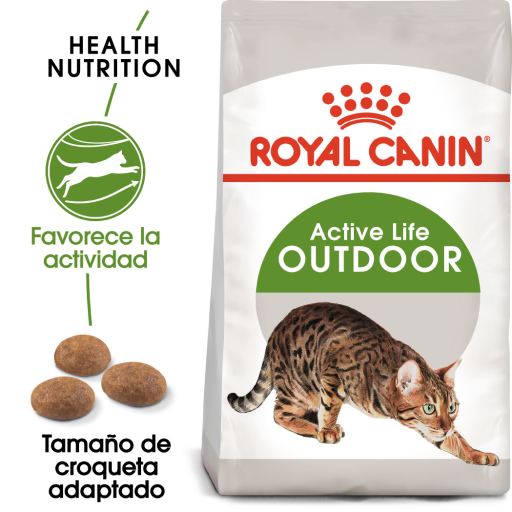 HEALTH
NUTRITION
Favorece la
actividad
Tamaño de
croqueta
adaptado
ROYAL CANIN®
Active Life
OUTDOOR